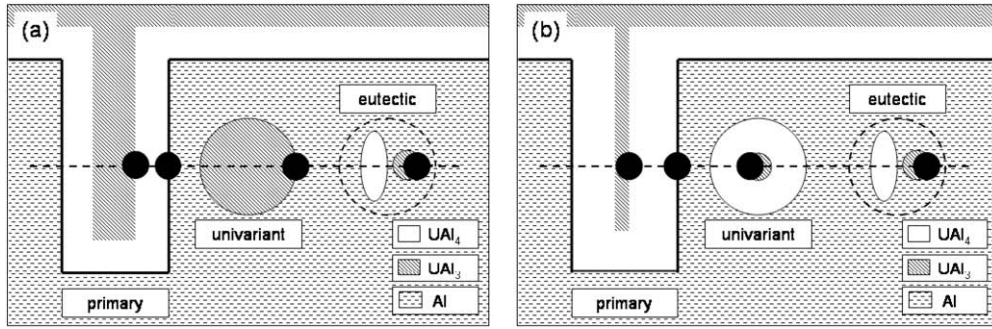 (a)
eutectic
univariant
primary
UAl₄
UAl₃
Al
(b)
eutectic
univariant
primary
UAl₄
UAl₃
Al